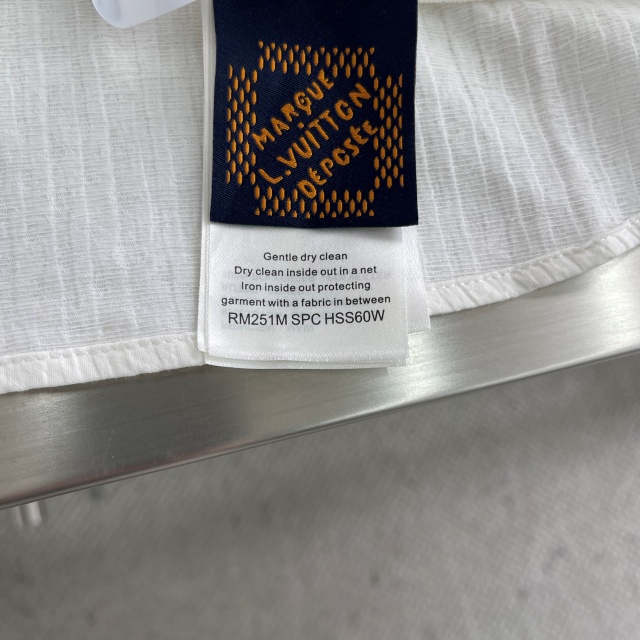 MARQUE
L.VUITTON
DÉPOSÉE
Gentle dry clean
Dry clean inside out in a net
Iron inside out protecting
garment with a fabric in between
RM251M SPC HSS60W